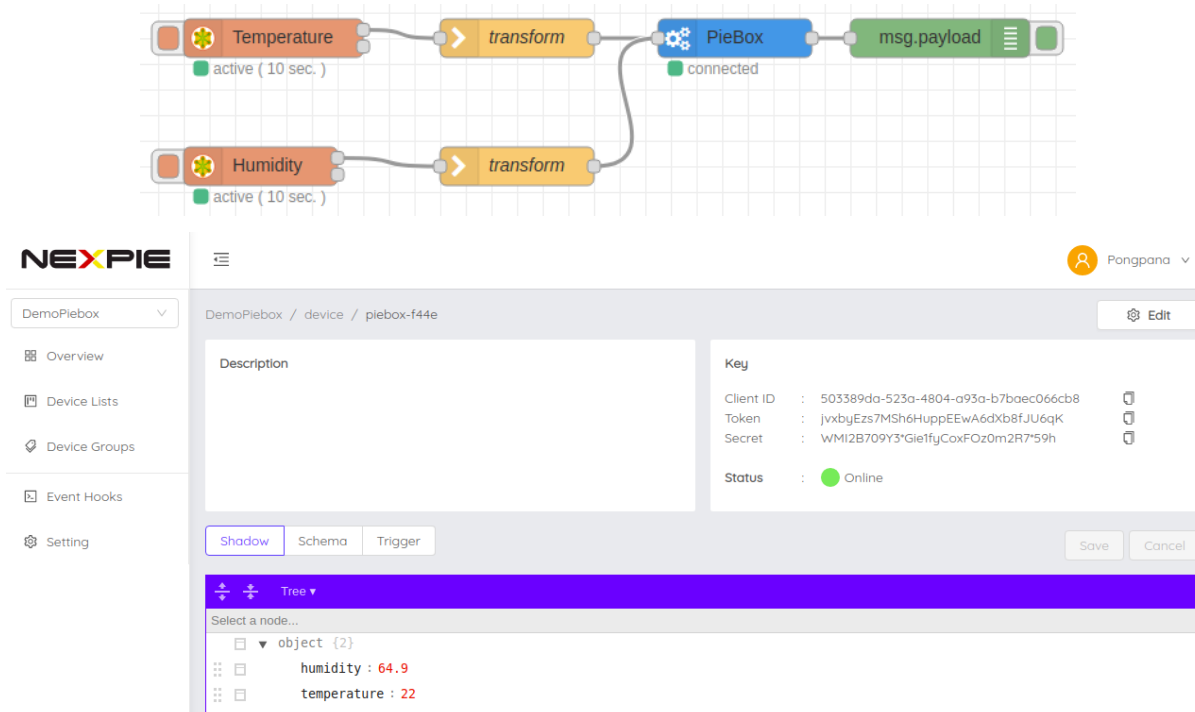 Temperature
transform
PieBox
msg.payload
active ( 10 sec. )
connected
Humidity
transform
active ( 10 sec. )
NEXPIE
Pongpana
DemoPiebox
DemoPiebox / device / piebox-f44e
Edit
Overview
Device Lists
Device Groups
Event Hooks
Setting
Description
Key
Client ID : 503389da-523a-4804-a93a-b7baec066cb8
Token : jvxbyEzs7MSh6HuppEEwA6dXb8fJU6qK
Secret : WMI2B709Y3*Gie1fyCoxFOz0m2R7*59h
Status : Online
Shadow
Schema
Trigger
Save
Cancel
Tree ▾
Select a node...
object {2}
humidity : 64.9
temperature : 22